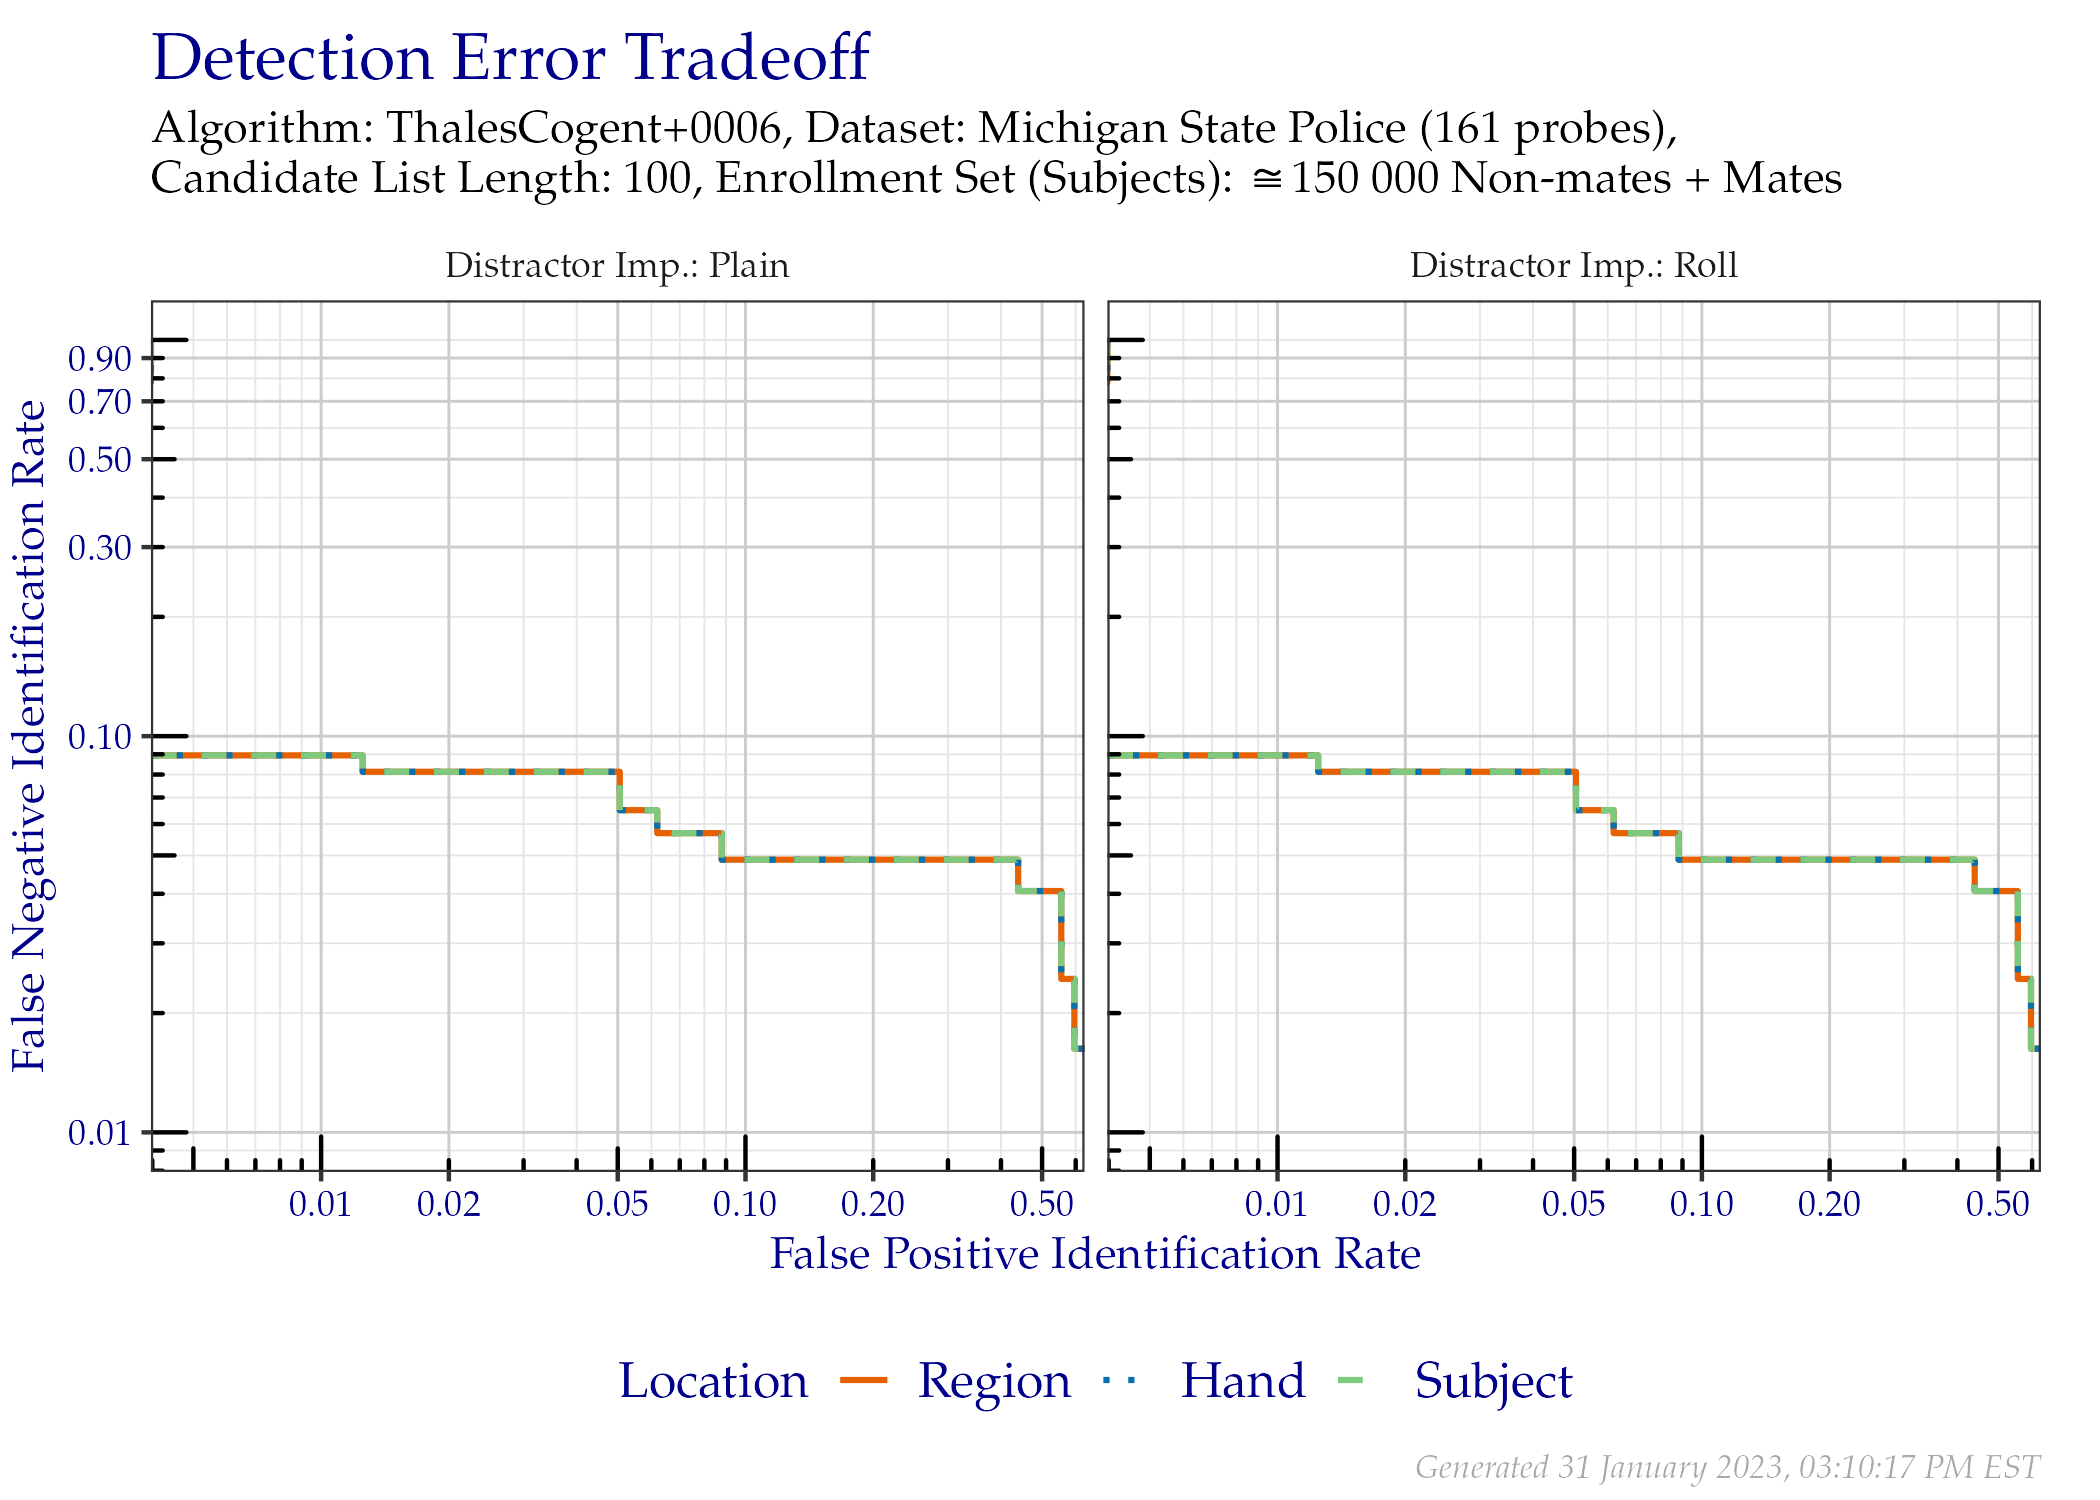 Detection Error Tradeoff
Algorithm: ThalesCogent+0006, Dataset: Michigan State Police (161 probes),
Candidate List Length: 100, Enrollment Set (Subjects): ≅ 150 000 Non-mates + Mates
Distractor Imp.: Plain
Distractor Imp.: Roll
False Negative Identification Rate
0.90
0.70
0.50
0.30
0.10
0.01
0.01 0.02 0.05 0.10 0.20 0.50
0.01 0.02 0.05 0.10 0.20 0.50
False Positive Identification Rate
Location Region Hand Subject
Generated 31 January 2023, 03:10:17 PM EST